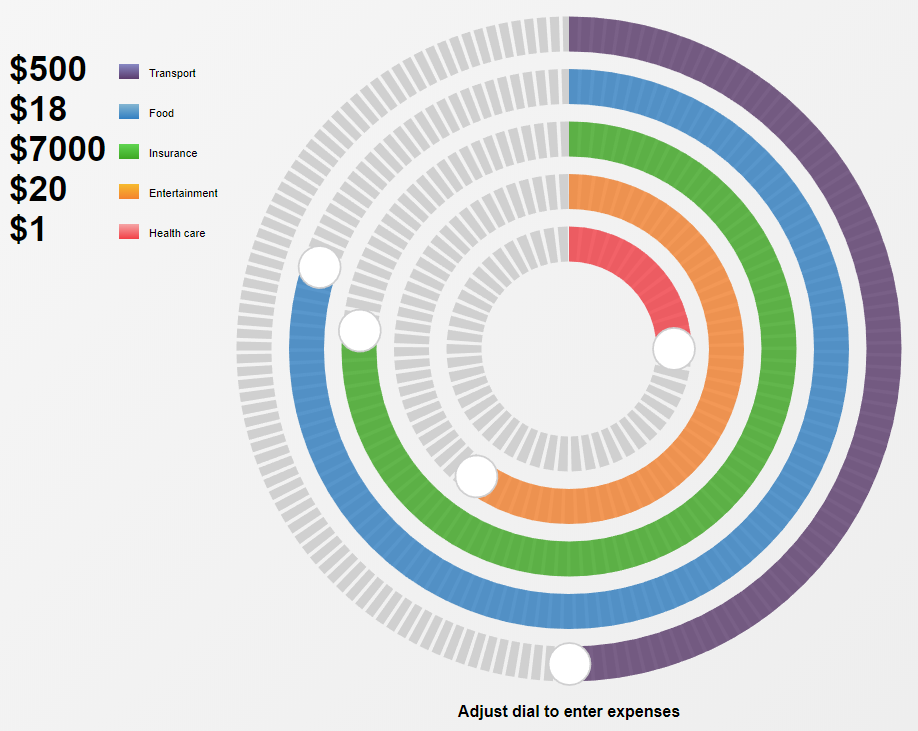 $500 Transport
$18 Food
$7000 Insurance
$20 Entertainment
$1 Health care
Adjust dial to enter expenses